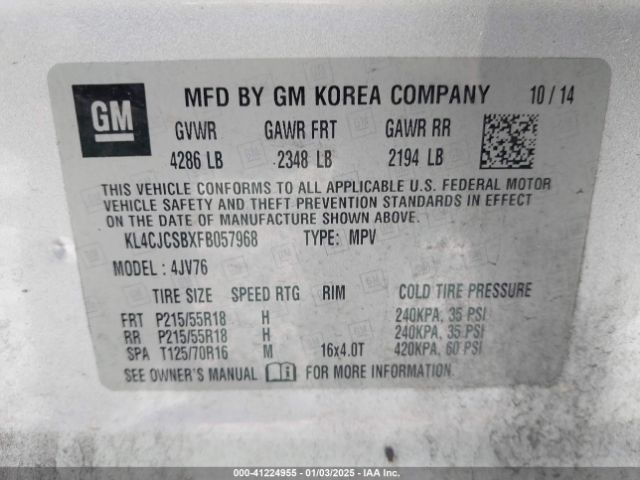 GM
MFD BY GM KOREA COMPANY 10 / 14
GVWR GAWR FRT GAWR RR
4286 LB 2348 LB 2194 LB
THIS VEHICLE CONFORMS TO ALL APPLICABLE U.S. FEDERAL MOTOR
VEHICLE SAFETY AND THEFT PREVENTION STANDARDS IN EFFECT
ON THE DATE OF MANUFACTURE SHOWN ABOVE.
KL4CJCSBXFB057968 TYPE: MPV
MODEL : 4JV76
TIRE SIZE SPEED RTG RIM COLD TIRE PRESSURE
FRT P215/55R18 H 240KPA, 35 PSI
RR P215/55R18 H 240KPA, 35 PSI
SPA T125/70R16 M 16x4.0T 420KPA, 60 PSI
SEE OWNER'S MANUAL i FOR MORE INFORMATION.
000-41224955 - 01/03/2025 - IAA Inc.